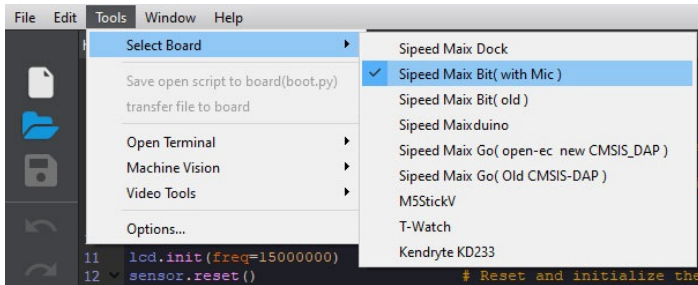 File Edit Tools Window Help
Select Board
Save open script to board(boot.py)
transfer file to board
Open Terminal
Machine Vision
Video Tools
Options...
Sipeed Maix Dock
Sipeed Maix Bit( with Mic )
Sipeed Maix Bit( old )
Sipeed Maixduino
Sipeed Maix Go( open-ec new CMSIS_DAP )
Sipeed Maix Go( Old CMSIS-DAP )
M5StickV
T-Watch
Kendryte KD233
11 lcd.init(freq=15000000)
12 sensor.reset() # Reset and initialize the